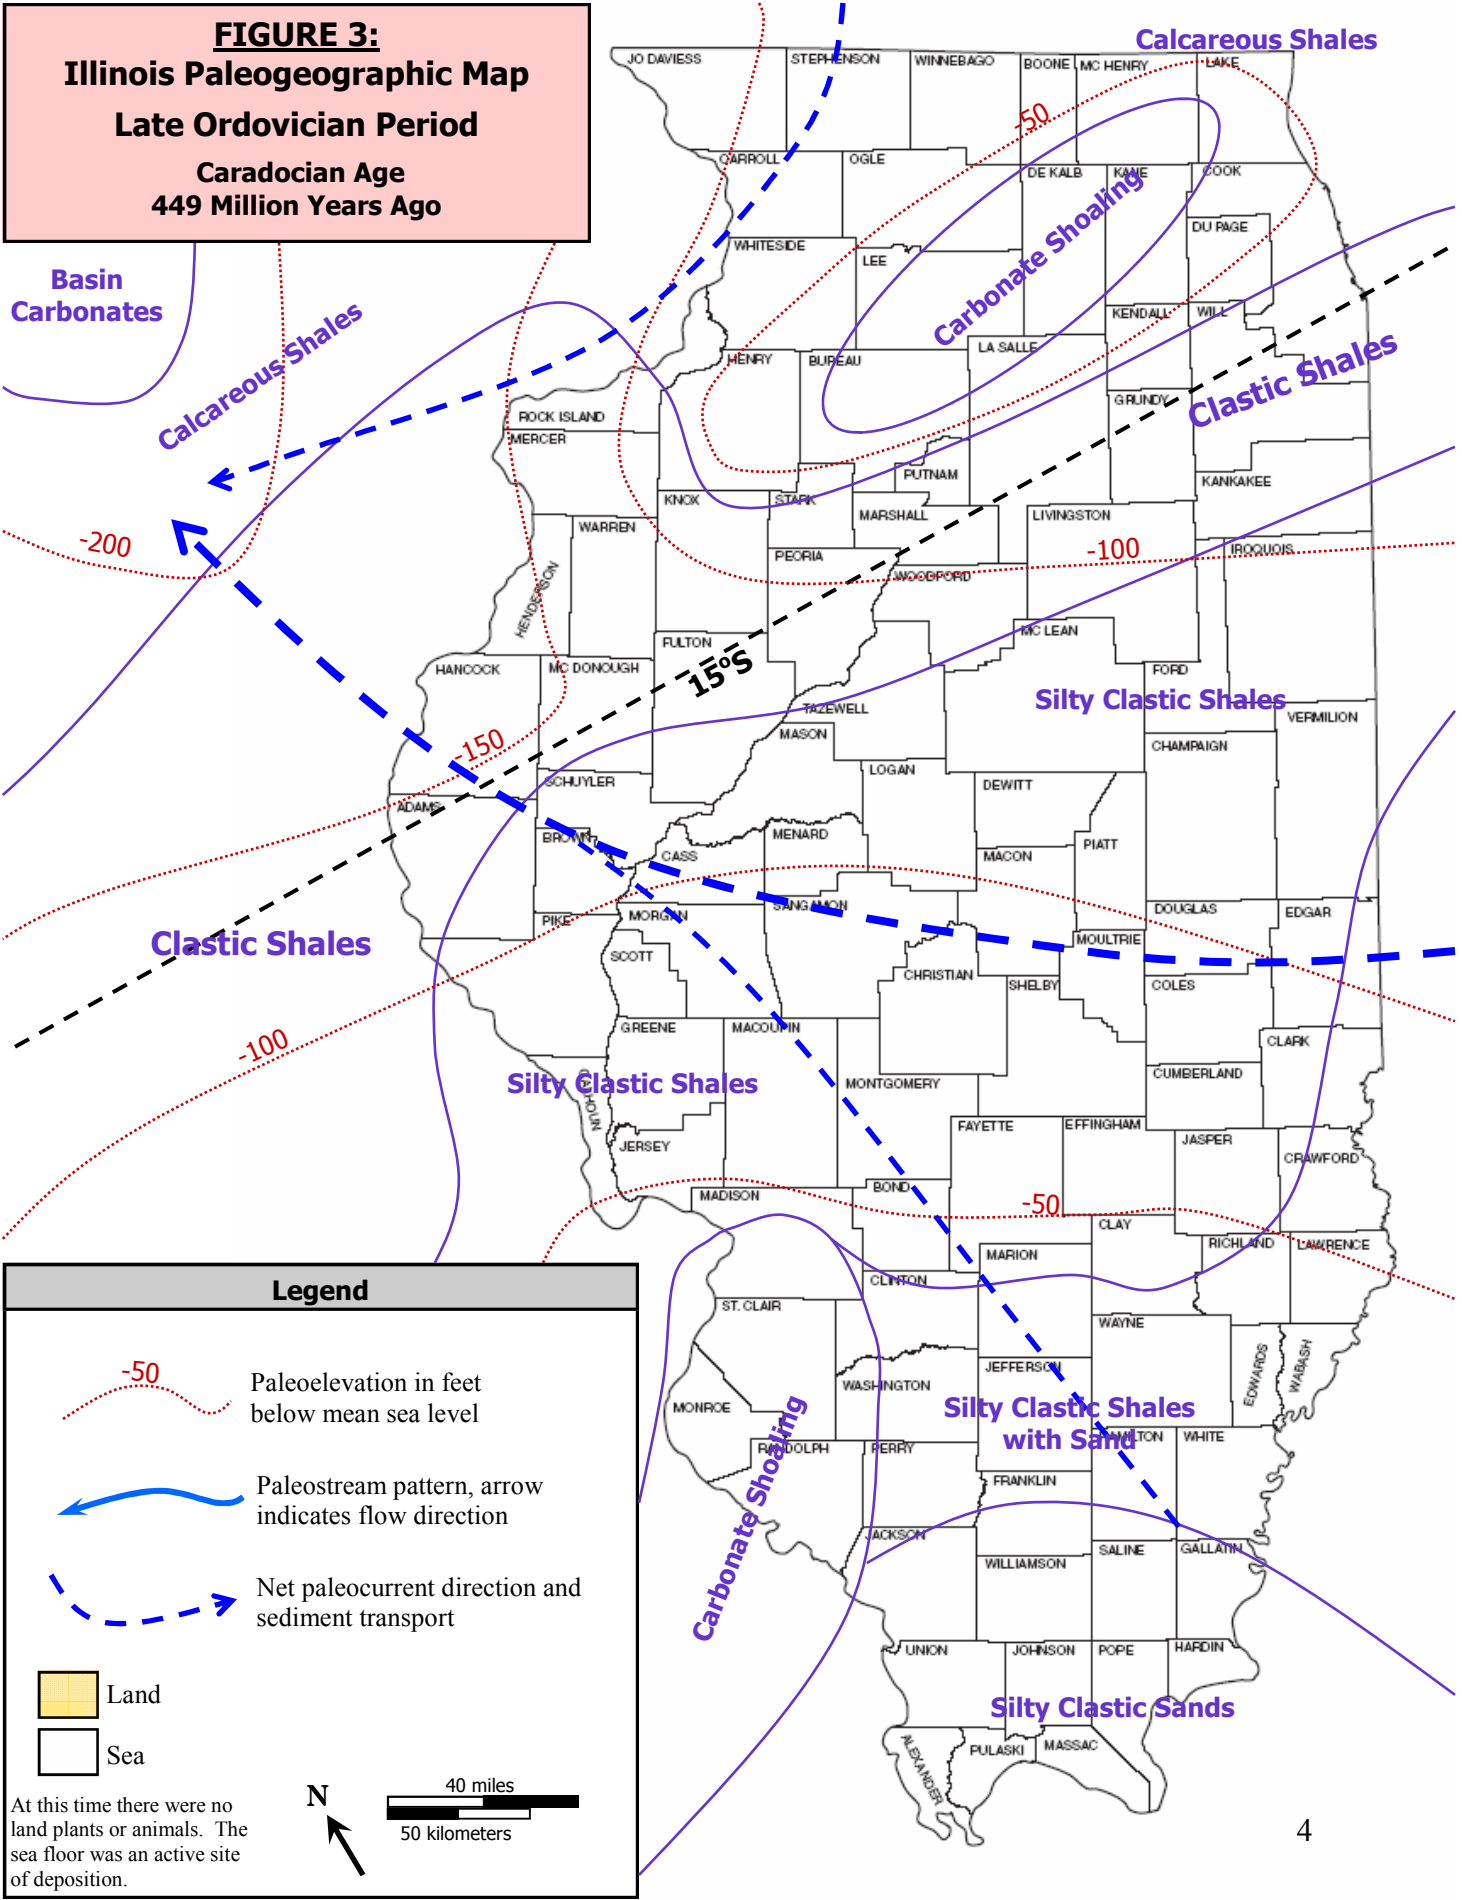 FIGURE 3:
Illinois Paleogeographic Map
Late Ordovician Period
Caradocian Age
449 Million Years Ago
Calcareous Shales
JO DAVIESS
STEPHENSON
WINNEBAGO
BOONE
MC HENRY
LAKE
-50
CARROLL
OGLE
DE KALB
KANE
COOK
Carbonate Shoaling
DU PAGE
WHITESIDE
LEE
Basin
Carbonates
Calcareous Shales
KENDALL
WILL
HENRY
BUREAU
LA SALLE
Clastic Shales
GRUNDY
ROCK ISLAND
MERCER
PUTNAM
KANKAKEE
KNOX
STARK
MARSHALL
LIVINGSTON
WARREN
-200
PEORIA
-100
IROQUOIS
WOODFORD
HENDERSON
FULTON
MC LEAN
HANCOCK
MC DONOUGH
15ºS
FORD
Silty Clastic Shales
TAZEWELL
VERMILION
MASON
-150
CHAMPAIGN
SCHUYLER
LOGAN
DEWITT
ADAMS
BROWN
MENARD
CASS
MACON
PIATT
SANGAMON
DOUGLAS
EDGAR
PIKE
MORGAN
Clastic Shales
MOULTRIE
SCOTT
CHRISTIAN
SHELBY
COLES
GREENE
MACOUPIN
-100
CLARK
Silty Clastic Shales
MONTGOMERY
CUMBERLAND
CALHOUN
FAYETTE
EFFINGHAM
JERSEY
JASPER
CRAWFORD
MADISON
BOND
-50
CLAY
RICHLAND
LAWRENCE
MARION
CLINTON
ST. CLAIR
WAYNE
EDWARDS
WABASH
JEFFERSON
WASHINGTON
MONROE
Silty Clastic Shales
with Sand
HAMILTON
WHITE
RANDOLPH
PERRY
Carbonate Shoaling
FRANKLIN
JACKSON
WILLIAMSON
SALINE
GALLATIN
UNION
JOHNSON
POPE
HARDIN
Silty Clastic Sands
ALEXANDER
PULASKI
MASSAC
Legend
-50
Paleoelevation in feet
below mean sea level
Paleostream pattern, arrow
indicates flow direction
Net paleocurrent direction and
sediment transport
Land
Sea
At this time there were no
land plants or animals. The
sea floor was an active site
of deposition.
N
40 miles
50 kilometers
4